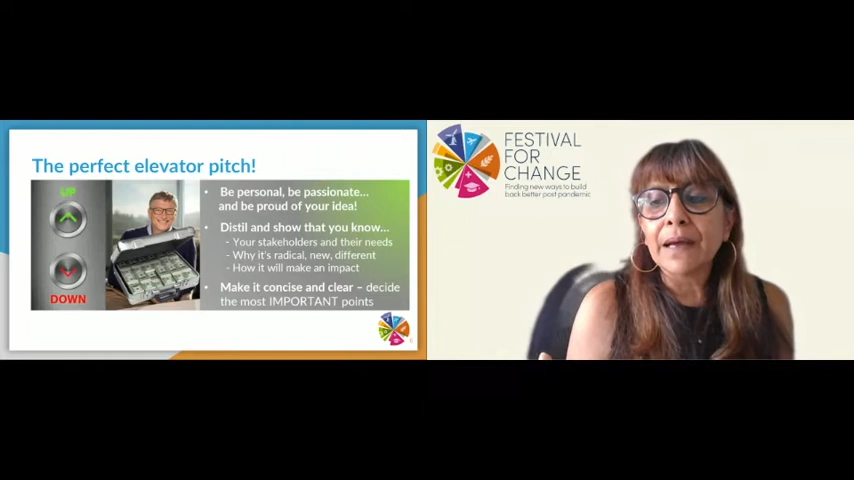 The perfect elevator pitch!
UP
DOWN
• Be personal, be passionate...
and be proud of your idea!
• Distil and show that you know...
- Your stakeholders and their needs
- Why it's radical, new, different
- How it will make an impact
• Make it concise and clear – decide
the most IMPORTANT points
6
FESTIVAL
FOR
CHANGE
Finding new ways to build
back better post pandemic